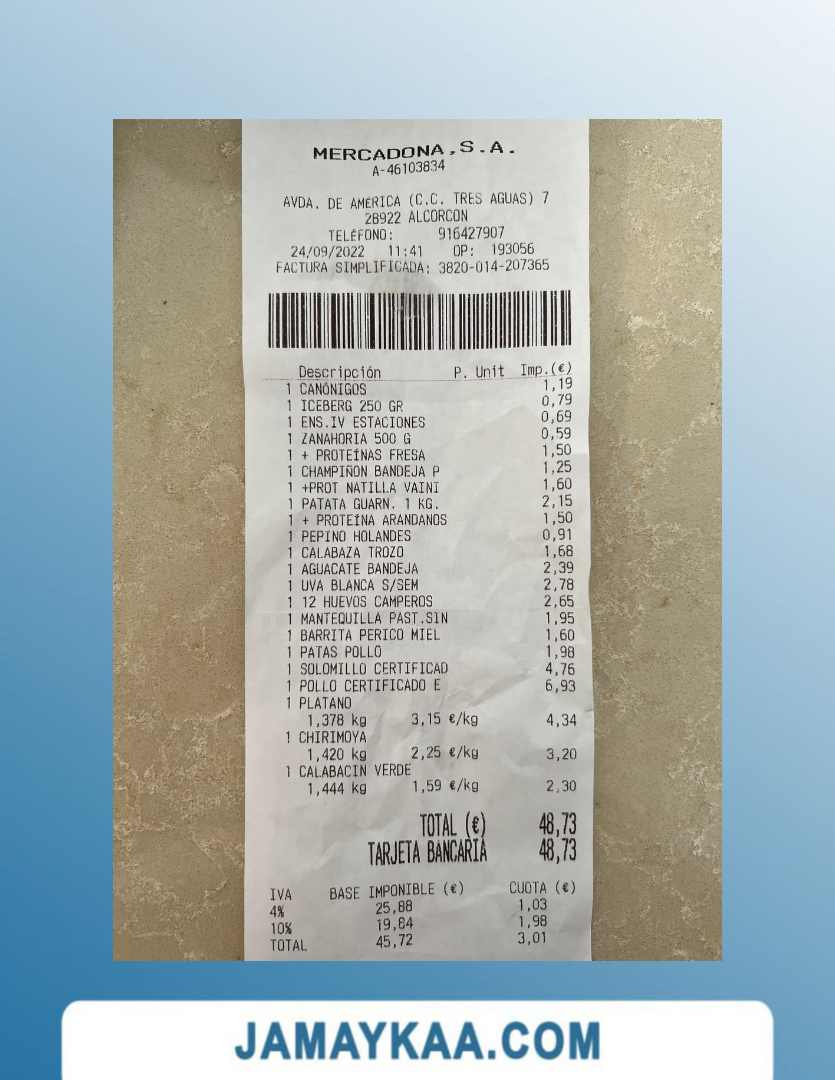 MERCADONA,S.A.
A-46103834
AVDA. DE AMÉRICA (C.C. TRES AGUAS) 7
28922 ALCORCON
TELÉFONO: 916427907
24/09/2022 11:41 OP: 193056
FACTURA SIMPLIFICADA: 3820-014-207365
Descripción P. Unit Imp.(€)
1 CANÓNIGOS 1,19
1 ICEBERG 250 GR 0,79
1 ENS.IV ESTACIONES 0,69
1 ZANAHORIA 500 G 0,59
1 + PROTEÍNAS FRESA 1,50
1 CHAMPIÑON BANDEJA P 1,25
1 +PROT NATILLA VAINI 1,60
1 PATATA GUARN. 1 KG. 2,15
1 + PROTEÍNA ARANDANOS 1,50
1 PEPINO HOLANDES 0,91
1 CALABAZA TROZO 1,68
1 AGUACATE BANDEJA 2,39
1 UVA BLANCA S/SEM 2,78
1 12 HUEVOS CAMPEROS 2,65
1 MANTEQUILLA PAST.SIN 1,95
1 BARRITA PERICO MIEL 1,60
1 PATAS POLLO 1,98
1 SOLOMILLO CERTIFICAD 4,76
1 POLLO CERTIFICADO E 6,93
1 PLATANO
1,378 kg 3,15 €/kg 4,34
1 CHIRIMOYA
1,420 kg 2,25 €/kg 3,20
1 CALABACIN VERDE
1,444 kg 1,59 €/kg 2,30
TOTAL (€) 48,73
TARJETA BANCARIA 48,73
IVA BASE IMPONIBLE (€) CUOTA (€)
4% 25,88 1,03
10% 19,84 1,98
TOTAL 45,72 3,01
JAMAYKAA.COM